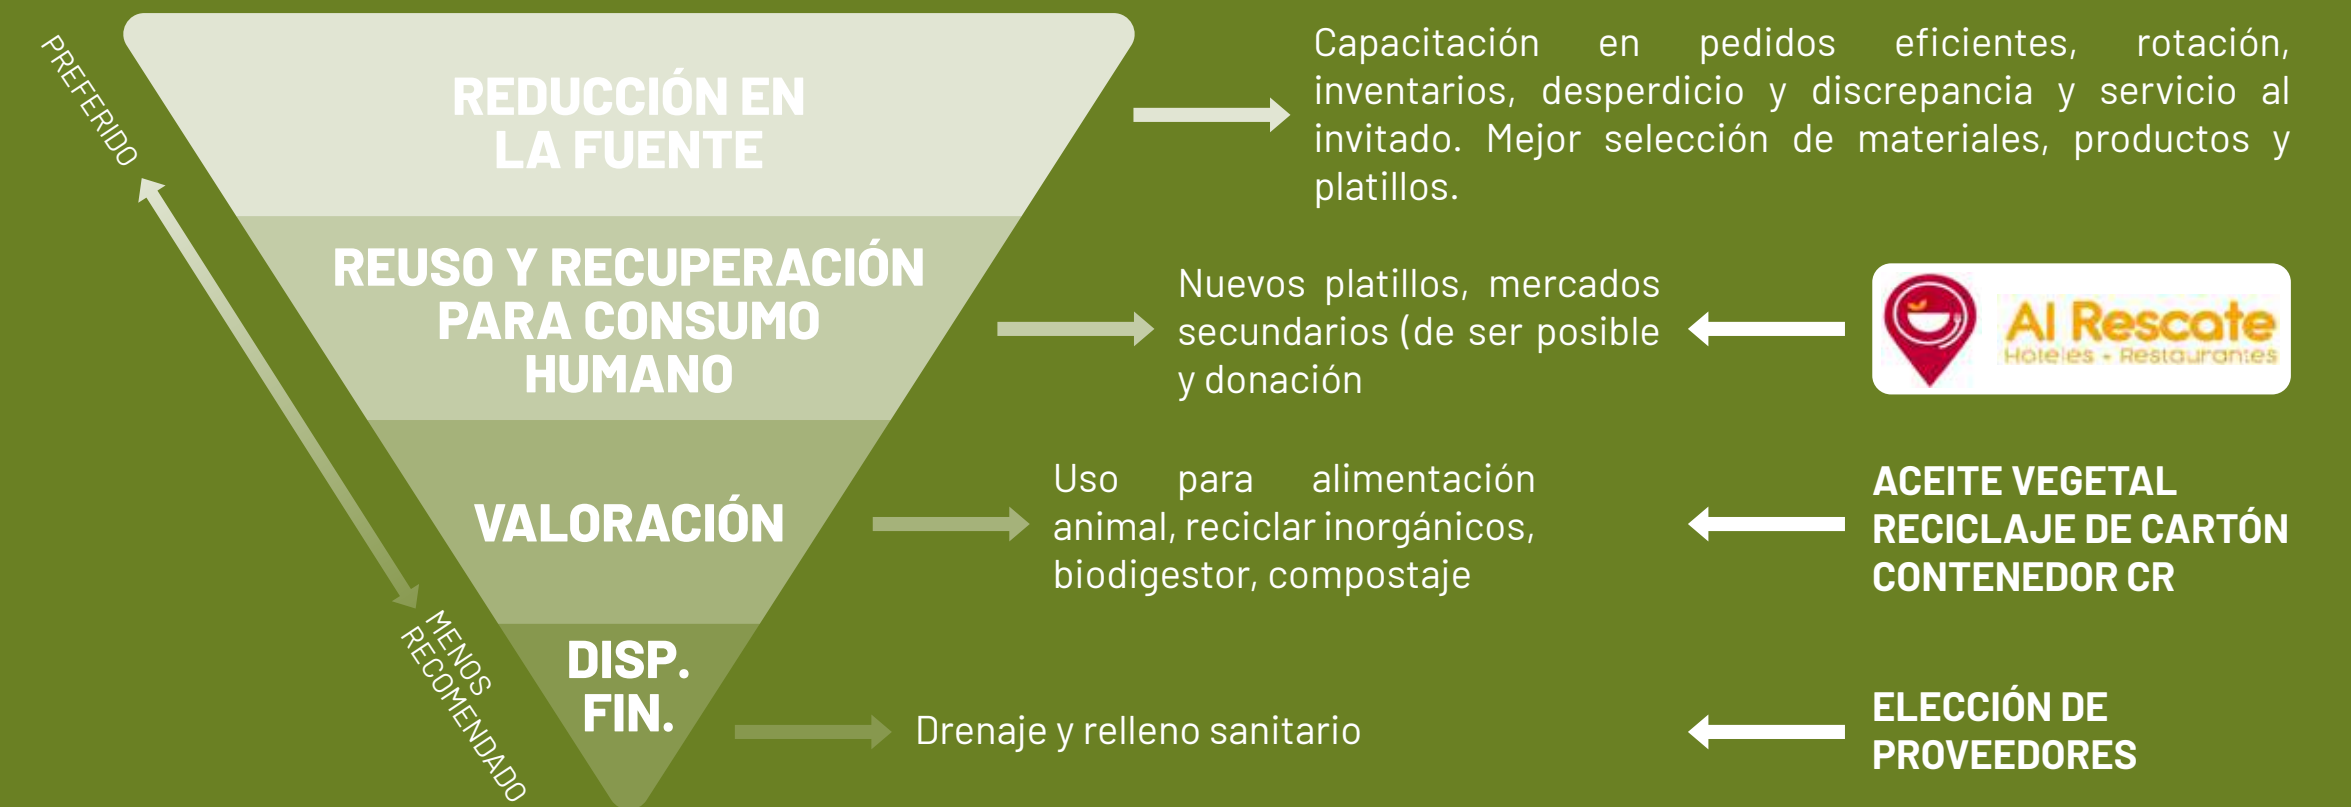 PREFERIDO
REDUCCIÓN EN
LA FUENTE
Capacitación en pedidos eficientes, rotación,
inventarios, desperdicio y discrepancia y servicio al
invitado. Mejor selección de materiales, productos y
platillos.
REUSO Y RECUPERACIÓN
PARA CONSUMO
HUMANO
Nuevos platillos, mercados
secundarios (de ser posible
y donación
Al Rescate
Hoteles - Restaurantes
VALORACIÓN
Uso para alimentación
animal, reciclar inorgánicos,
biodigestor, compostaje
ACEITE VEGETAL
RECICLAJE DE CARTÓN
CONTENEDOR CR
MENOS
RECOMENDADO
DISP.
FIN.
Drenaje y relleno sanitario
ELECCIÓN DE
PROVEEDORES